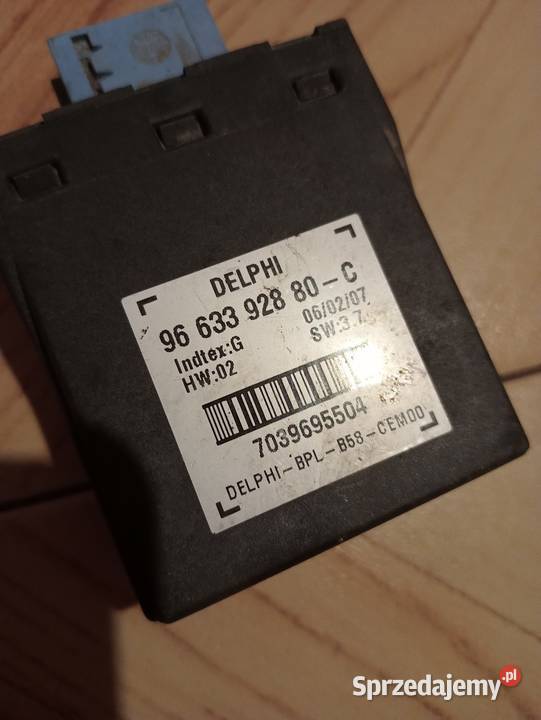 DELPHI
96 633 928 80-C
Indtex:G 06/02/07
HW:02 SW:3.7
7039695504
DELPHI-BPL-B58-CEM00
Sprzedajemy.pl